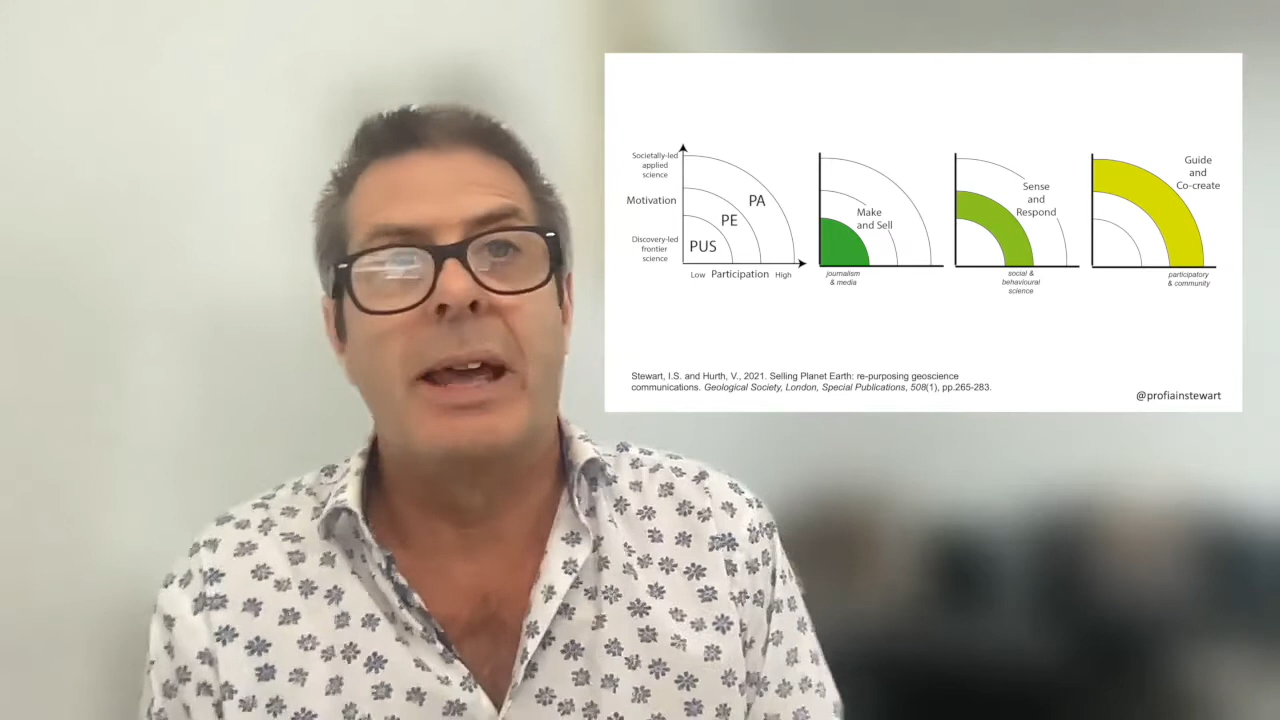 Societally-led
applied
science
Motivation
Discovery-led
frontier
science
PA
PE
PUS
Low Participation High
Make
and Sell
journalism
& media
Sense
and
Respond
social &
behavioural
science
Guide
and
Co-create
participatory
& community
Stewart, I.S. and Hurth, V., 2021. Selling Planet Earth: re-purposing geoscience
communications. Geological Society, London, Special Publications, 508(1), pp.265-283.
@profiainstewart